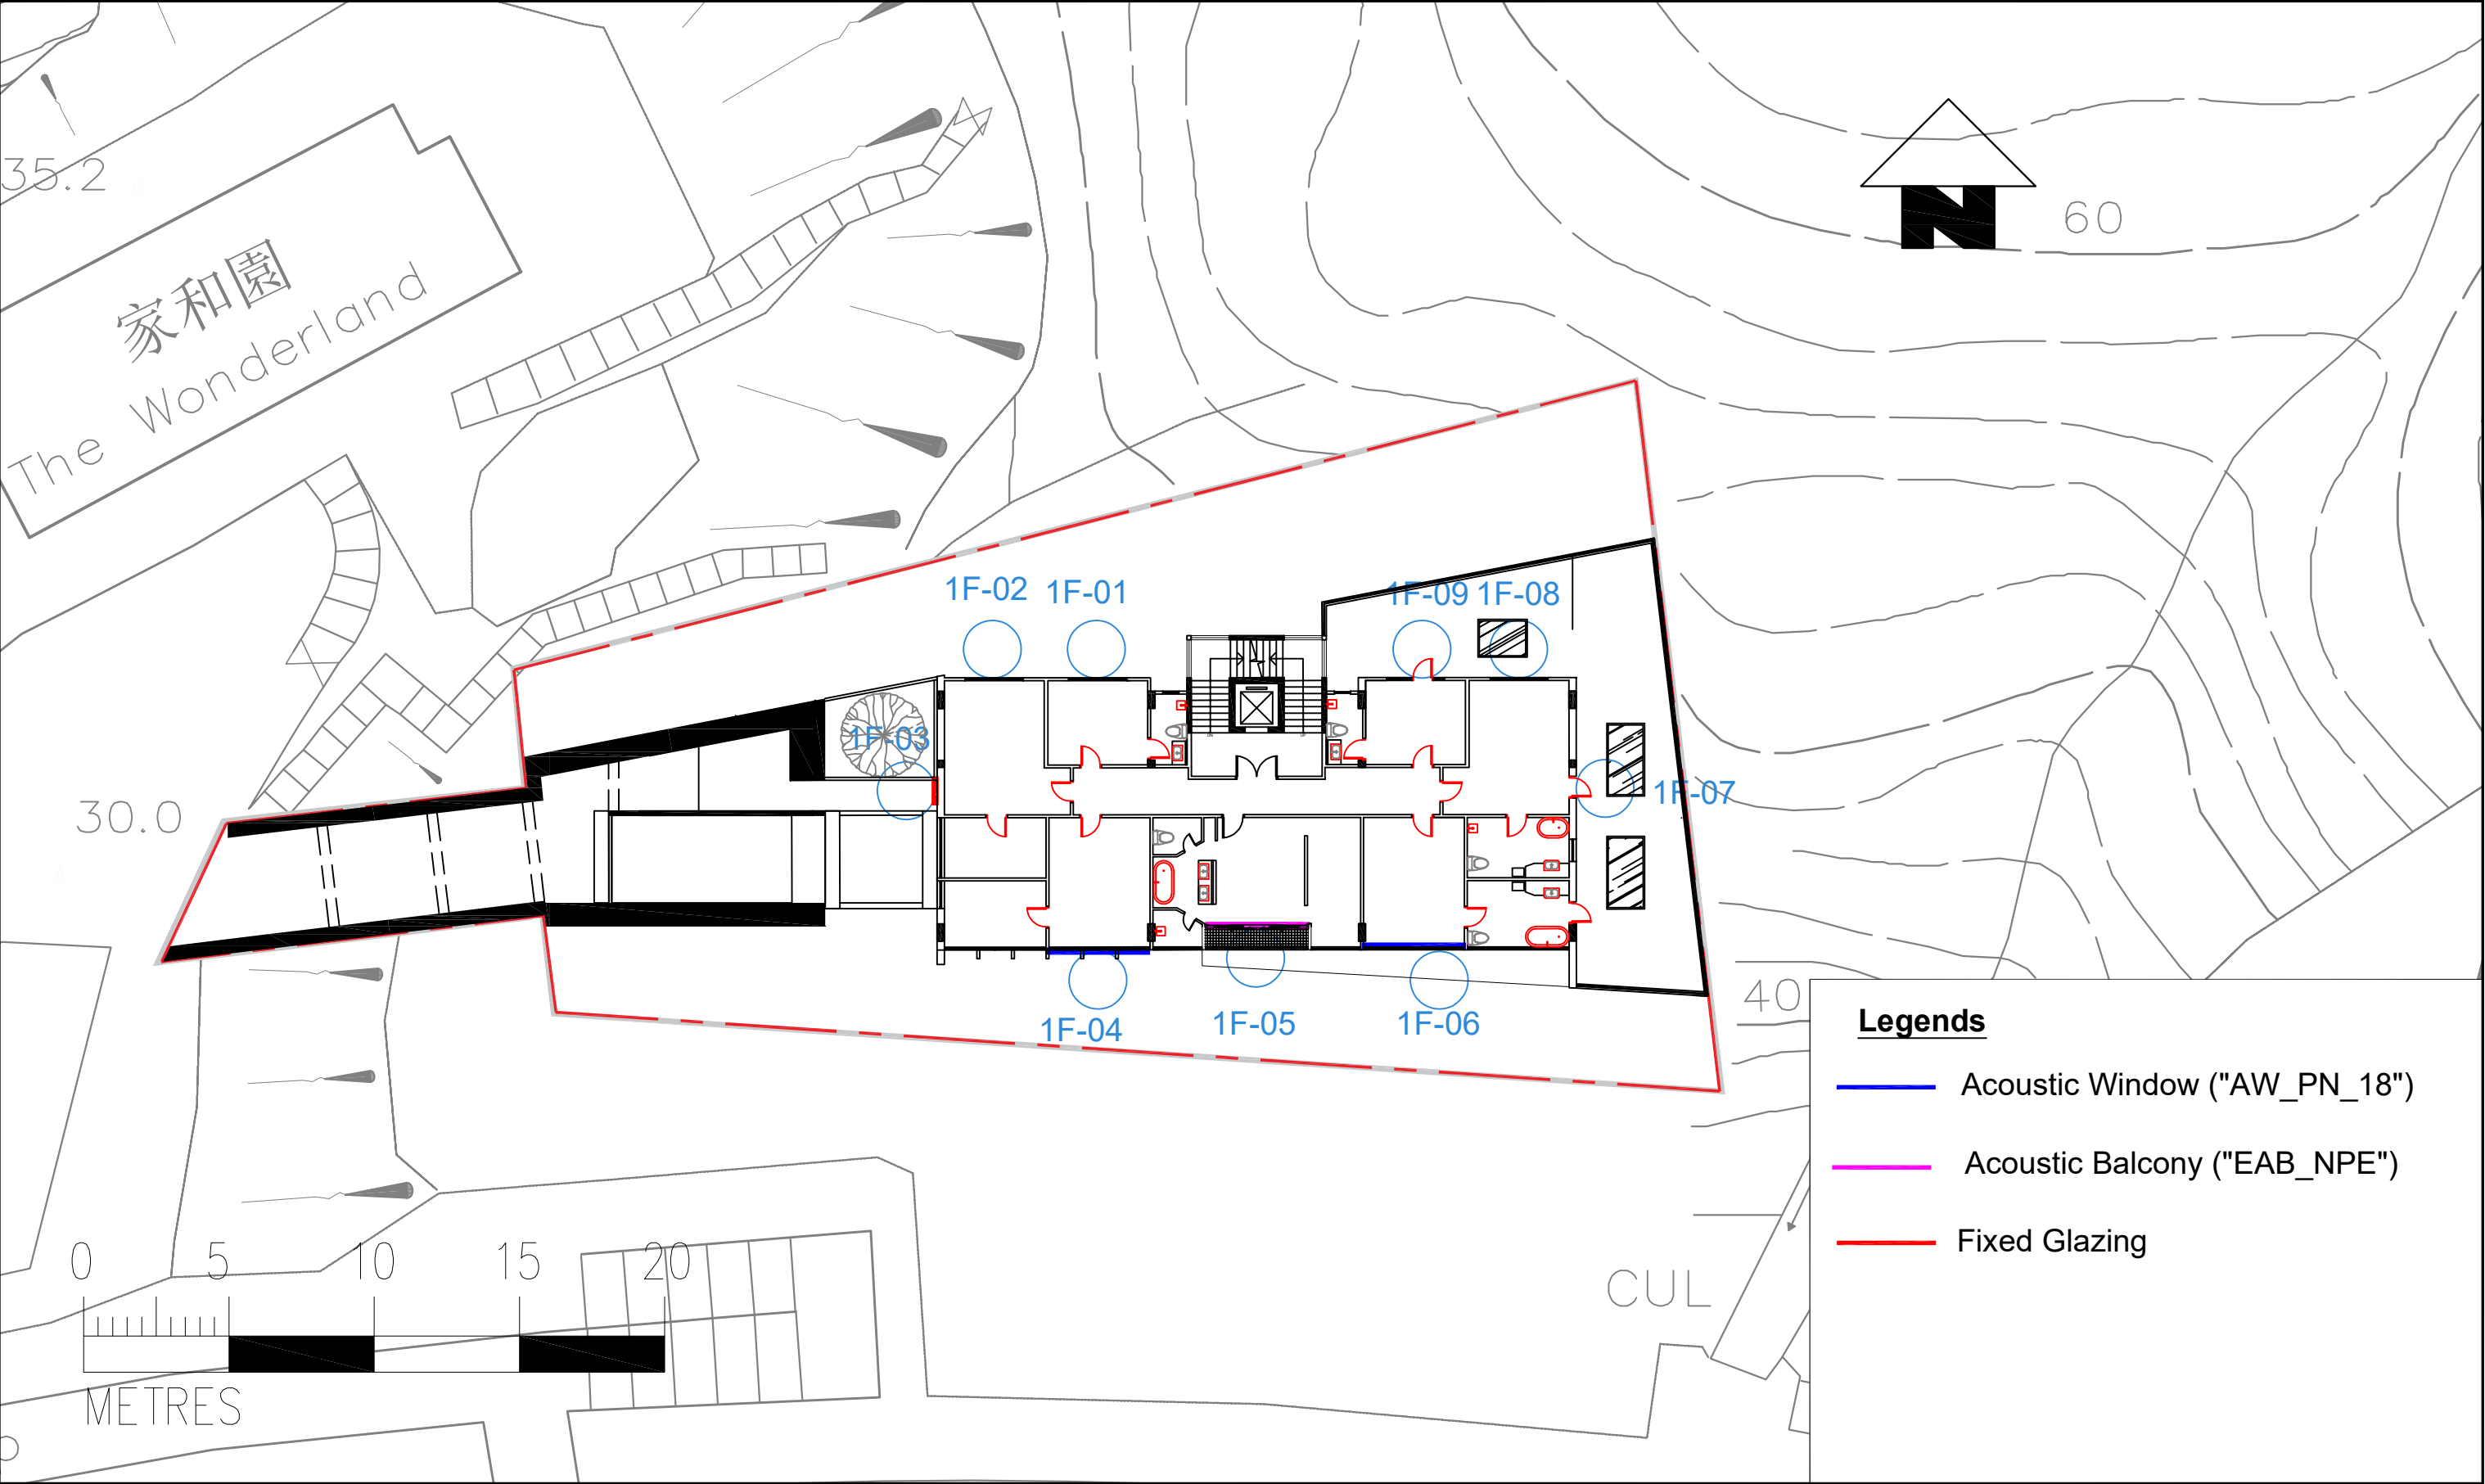 35.2
家和園
The Wonderland
N
60
1F-02
1F-01
1F-09
1F-08
1F-03
1F-07
30.0
1F-04
1F-05
1F-06
40
Legends
Acoustic Window ("AW_PN_18")
Acoustic Balcony ("EAB_NPE")
Fixed Glazing
0 5 10 15 20
METRES
CUL